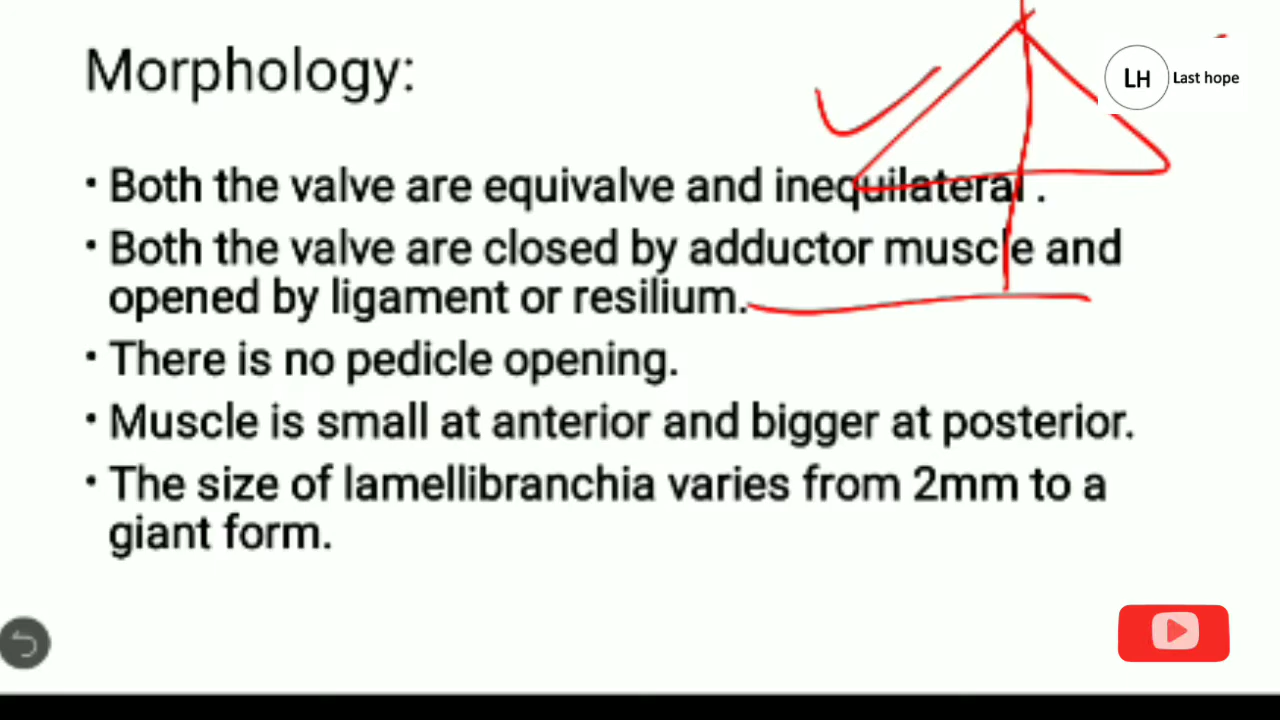 Morphology:
LH Last hope
• Both the valve are equivalve and inequilateral .
• Both the valve are closed by adductor muscle and
opened by ligament or resilium.
• There is no pedicle opening.
• Muscle is small at anterior and bigger at posterior.
• The size of lamellibranchia varies from 2mm to a
giant form.